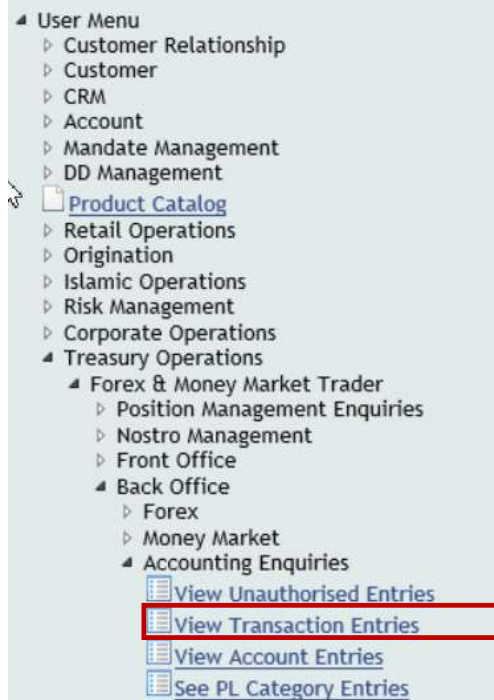 User Menu
Customer Relationship
Customer
CRM
Account
Mandate Management
DD Management
Product Catalog
Retail Operations
Origination
Islamic Operations
Risk Management
Corporate Operations
Treasury Operations
Forex & Money Market Trader
Position Management Enquiries
Nostro Management
Front Office
Back Office
Forex
Money Market
Accounting Enquiries
View Unauthorised Entries
View Transaction Entries
View Account Entries
See PL Category Entries